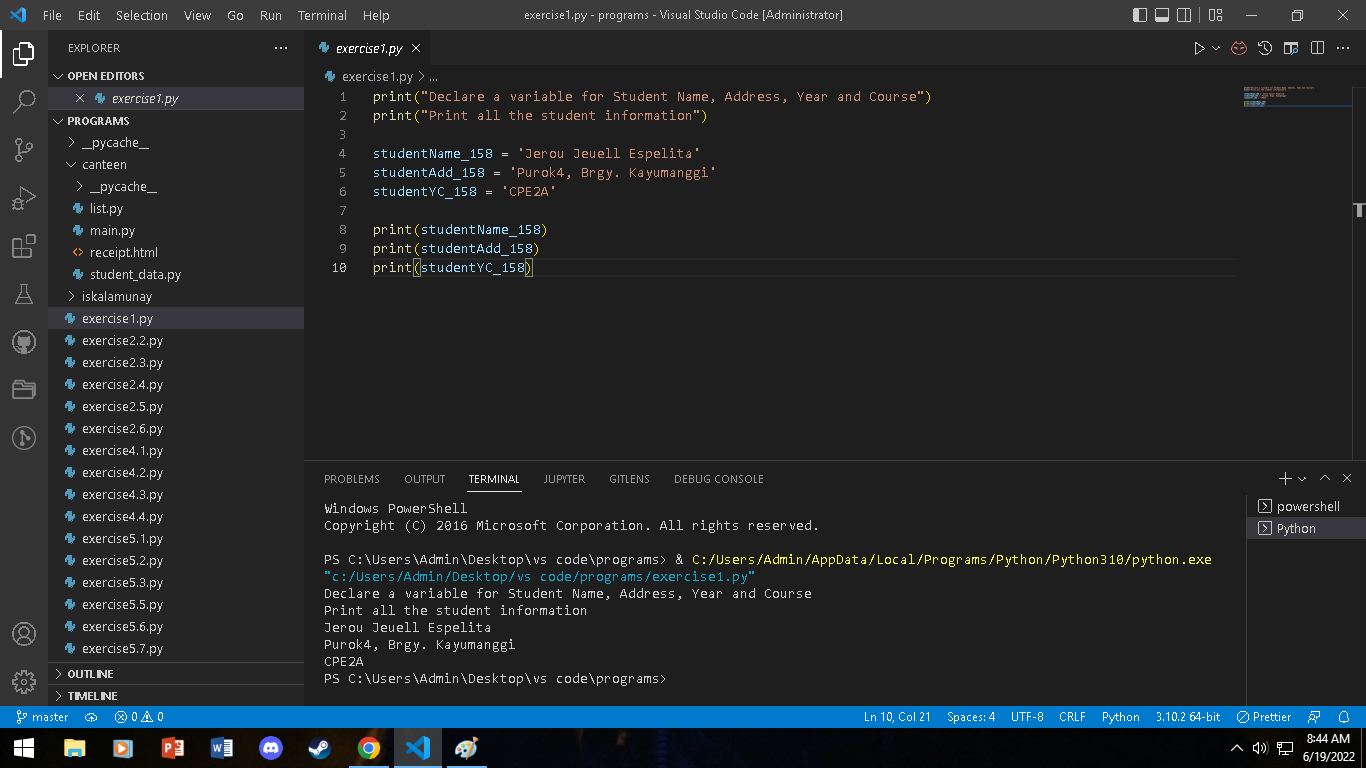 File Edit Selection View Go Run Terminal Help exercise1.py - programs - Visual Studio Code [Administrator]
EXPLORER
OPEN EDITORS
exercise1.py
PROGRAMS
__pycache__
canteen
__pycache__
list.py
main.py
receipt.html
student_data.py
iskalamunay
exercise1.py
exercise2.2.py
exercise2.3.py
exercise2.4.py
exercise2.5.py
exercise2.6.py
exercise4.1.py
exercise4.2.py
exercise4.3.py
exercise4.4.py
exercise5.1.py
exercise5.2.py
exercise5.3.py
exercise5.5.py
exercise5.6.py
exercise5.7.py
OUTLINE
TIMELINE
exercise1.py
exercise1.py > ...
1 print("Declare a variable for Student Name, Address, Year and Course")
2 print("Print all the student information")
3
4 studentName_158 = 'Jerou Jeuell Espelita'
5 studentAdd_158 = 'Purok4, Brgy. Kayumanggi'
6 studentYC_158 = 'CPE2A'
7
8 print(studentName_158)
9 print(studentAdd_158)
10 print(studentYC_158)
PROBLEMS OUTPUT TERMINAL JUPYTER GITLENS DEBUG CONSOLE
Windows PowerShell
Copyright (C) 2016 Microsoft Corporation. All rights reserved.
PS C:\Users\Admin\Desktop\vs code\programs> & C:/Users/Admin/AppData/Local/Programs/Python/Python310/python.exe
"c:/Users/Admin/Desktop/vs code/programs/exercise1.py"
Declare a variable for Student Name, Address, Year and Course
Print all the student information
Jerou Jeuell Espelita
Purok4, Brgy. Kayumanggi
CPE2A
PS C:\Users\Admin\Desktop\vs code\programs>
powershell
Python
master 0 0 Ln 10, Col 21 Spaces: 4 UTF-8 CRLF Python 3.10.2 64-bit Prettier
8:44 AM
6/19/2022